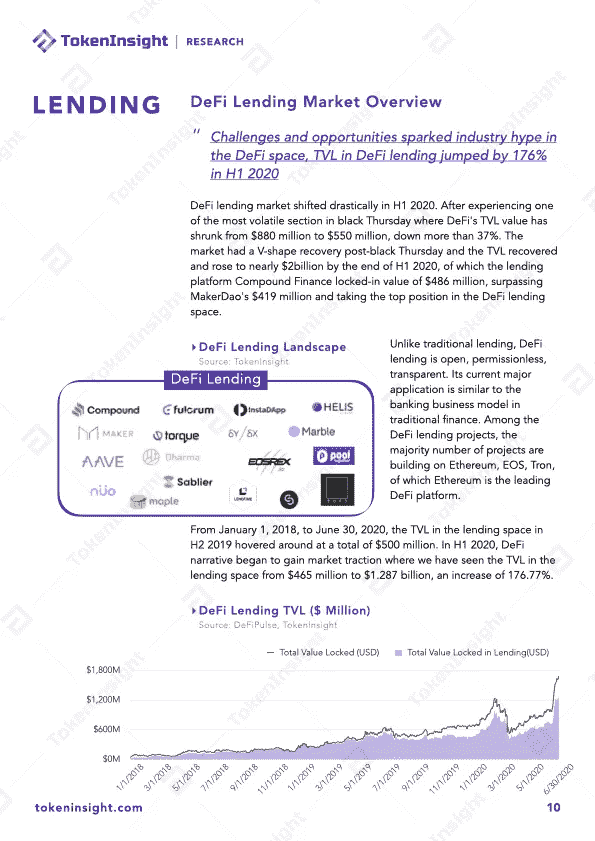 TokenInsight | RESEARCH
LENDING
DeFi Lending Market Overview
" Challenges and opportunities sparked industry hype in
the DeFi space, TVL in DeFi lending jumped by 176%
in H1 2020
DeFi lending market shifted drastically in H1 2020. After experiencing one
of the most volatile section in black Thursday where DeFi's TVL value has
shrunk from $880 million to $550 million, down more than 37%. The
market had a V-shape recovery post-black Thursday and the TVL recovered
and rose to nearly $2billion by the end of H1 2020, of which the lending
platform Compound Finance locked-in value of $486 million, surpassing
MakerDao's $419 million and taking the top position in the DeFi lending
space.
DeFi Lending Landscape
Source: TokenInsight
DeFi Lending
Compound fulcrum INSTADAPP HELIS
MAKER torque δY/δX Marble
AAVE Dharma EOSREX .IO pool
nüo Sablier
maple LENDTIME
Unlike traditional lending, DeFi
lending is open, permissionless,
transparent. Its current major
application is similar to the
banking business model in
traditional finance. Among the
DeFi lending projects, the
majority number of projects are
building on Ethereum, EOS, Tron,
of which Ethereum is the leading
DeFi platform.
From January 1, 2018, to June 30, 2020, the TVL in the lending space in
H2 2019 hovered around at a total of $500 million. In H1 2020, DeFi
narrative began to gain market traction where we have seen the TVL in the
lending space from $465 million to $1.287 billion, an increase of 176.77%.
DeFi Lending TVL ($ Million)
Source: DeFiPulse, TokenInsight
Total Value Locked (USD) Total Value Locked in Lending(USD)
$1,800M
$1,200M
$600M
$0M
1/1/2018 3/1/2018 5/1/2018 7/1/2018 9/1/2018 11/1/2018 1/1/2019 3/1/2019 5/1/2019 7/1/2019 9/1/2019 11/1/2019 1/1/2020 3/1/2020 5/1/2020 6/30/2020
tokeninsight.com 10